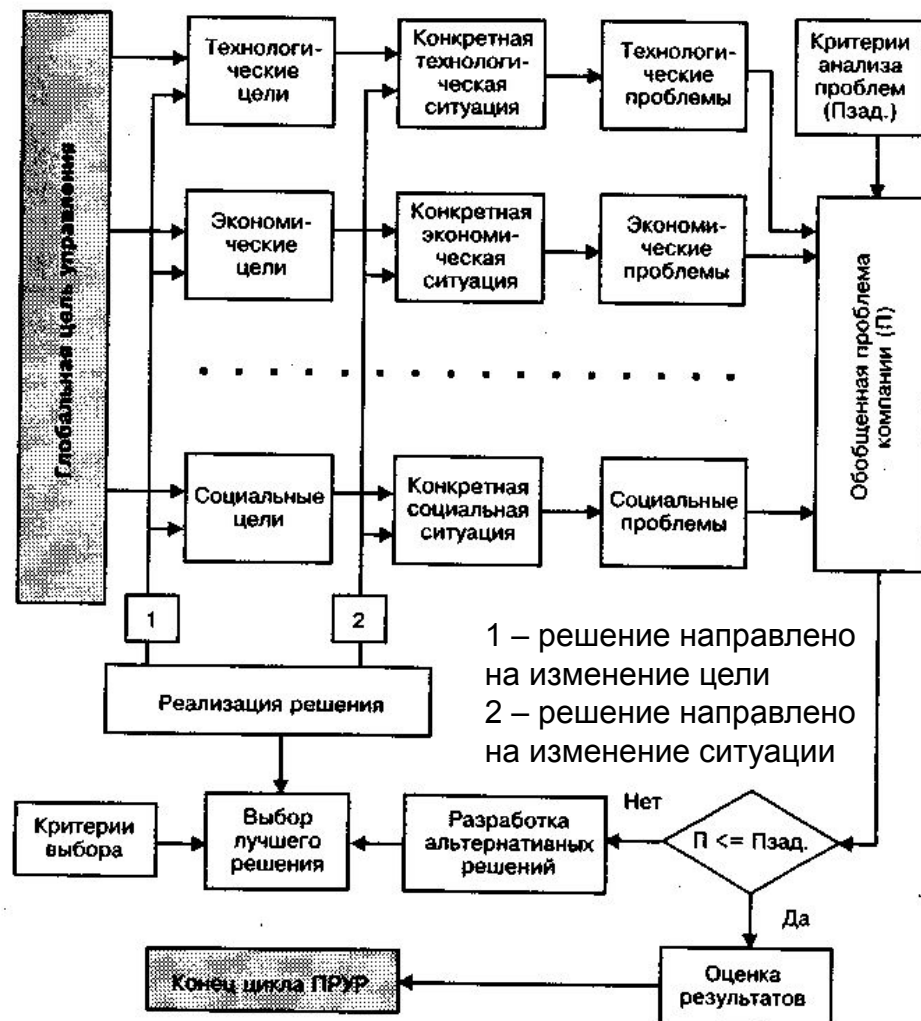 Глобальная цель управления
Технологи-
ческие
цели
Конкретная
технологи-
ческая
ситуация
Технологи-
ческие
проблемы
Критерии
анализа
проблем
(Пзад.)
Экономи-
ческие
цели
Конкретная
экономи-
ческая
ситуация
Экономи-
ческие
проблемы
Обобщенная проблема
компании (П)
Социальные
цели
Конкретная
социальная
ситуация
Социальные
проблемы
1
2
1 – решение направлено
на изменение цели
2 – решение направлено
на изменение ситуации
Реализация решения
Критерии
выбора
Выбор
лучшего
решения
Разработка
альтернативных
решений
Нет
П <= Пзад.
Да
Конец цикла ПРУР
Оценка
результатов